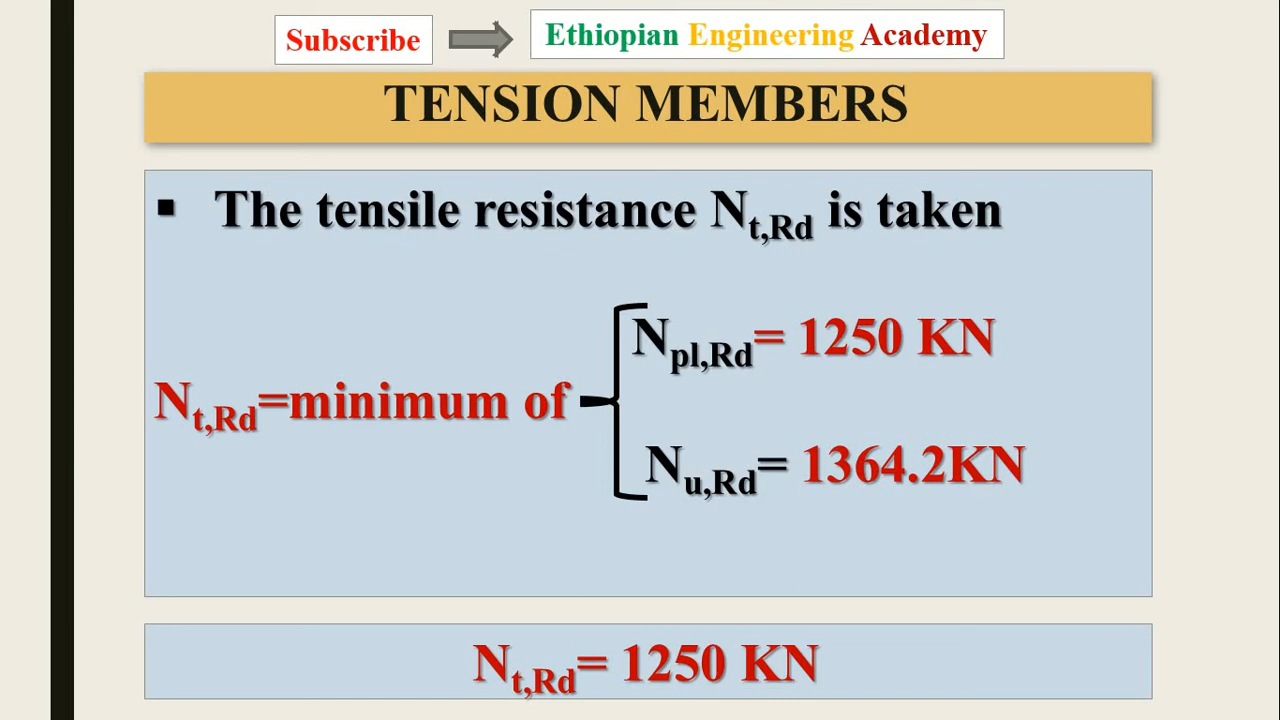 Subscribe
Ethiopian Engineering Academy
TENSION MEMBERS
▪ The tensile resistance Nt,Rd is taken
Npl,Rd= 1250 KN
Nt,Rd=minimum of
Nu,Rd= 1364.2KN
Nt,Rd= 1250 KN